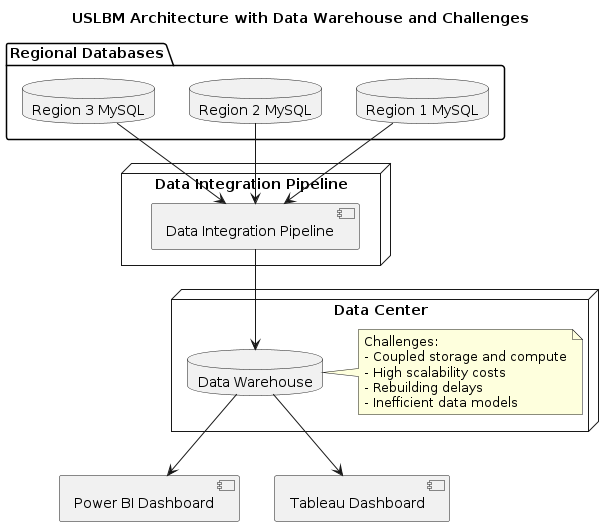 USLBM Architecture with Data Warehouse and Challenges
Regional Databases
Region 3 MySQL
Region 2 MySQL
Region 1 MySQL
Data Integration Pipeline
Data Integration Pipeline
Data Center
Data Warehouse
Challenges:
- Coupled storage and compute
- High scalability costs
- Rebuilding delays
- Inefficient data models
Power BI Dashboard
Tableau Dashboard